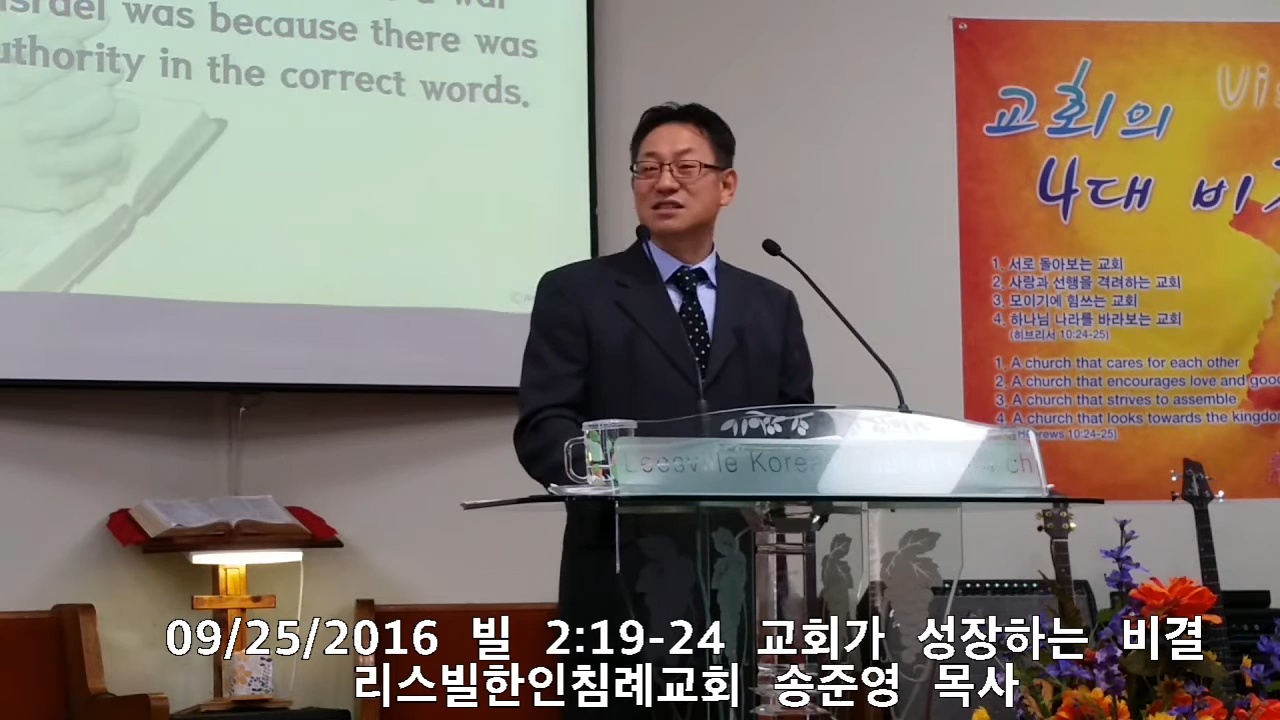 was because there was
in the correct words.
교회의
4대
1. 서로 돌아보는 교회
2. 사랑과 선행을 격려하는 교회
3. 모이기에 힘쓰는 교회
4. 하나님 나라를 바라보는 교회
(히브리서 10:24-25)
1. A church that cares for each other
2. A church that encourages love and good
3. A church that strives to assemble
4. A church that looks towards the
10:24-25)
09/25/2016 빌 2:19-24 교회가 성장하는 비결
리스빌한인침례교회 송준영 목사